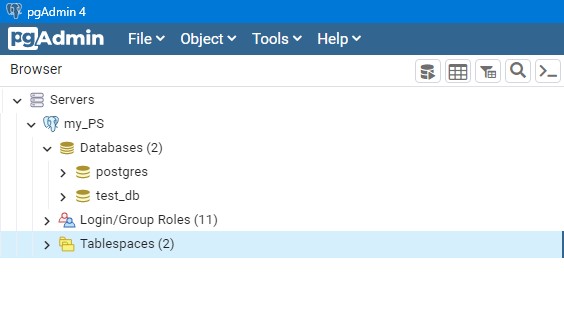 pgAdmin 4
pgAdmin File Object Tools Help
Browser
Servers
my_PS
Databases (2)
postgres
test_db
Login/Group Roles (11)
Tablespaces (2)